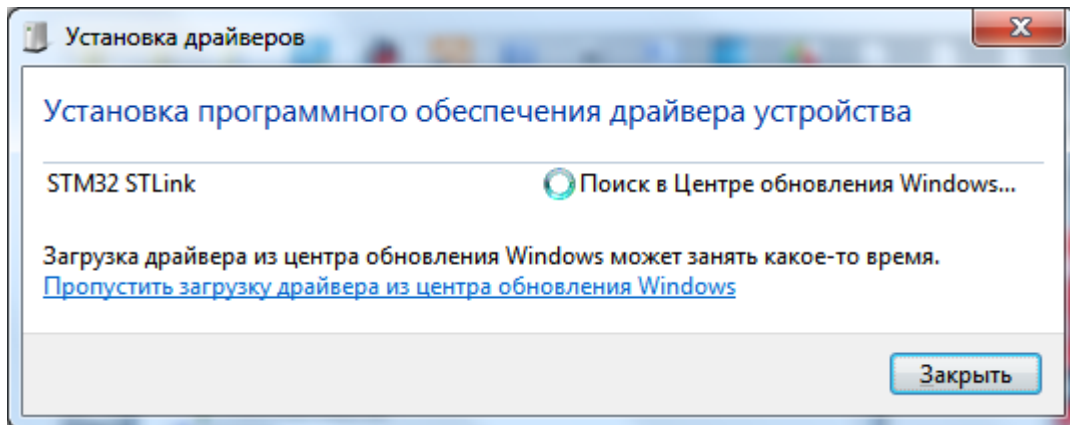 Установка драйверов
Установка программного обеспечения драйвера устройства
STM32 STLink Поиск в Центре обновления Windows...
Загрузка драйвера из центра обновления Windows может занять какое-то время.
Пропустить загрузку драйвера из центра обновления Windows
Закрыть